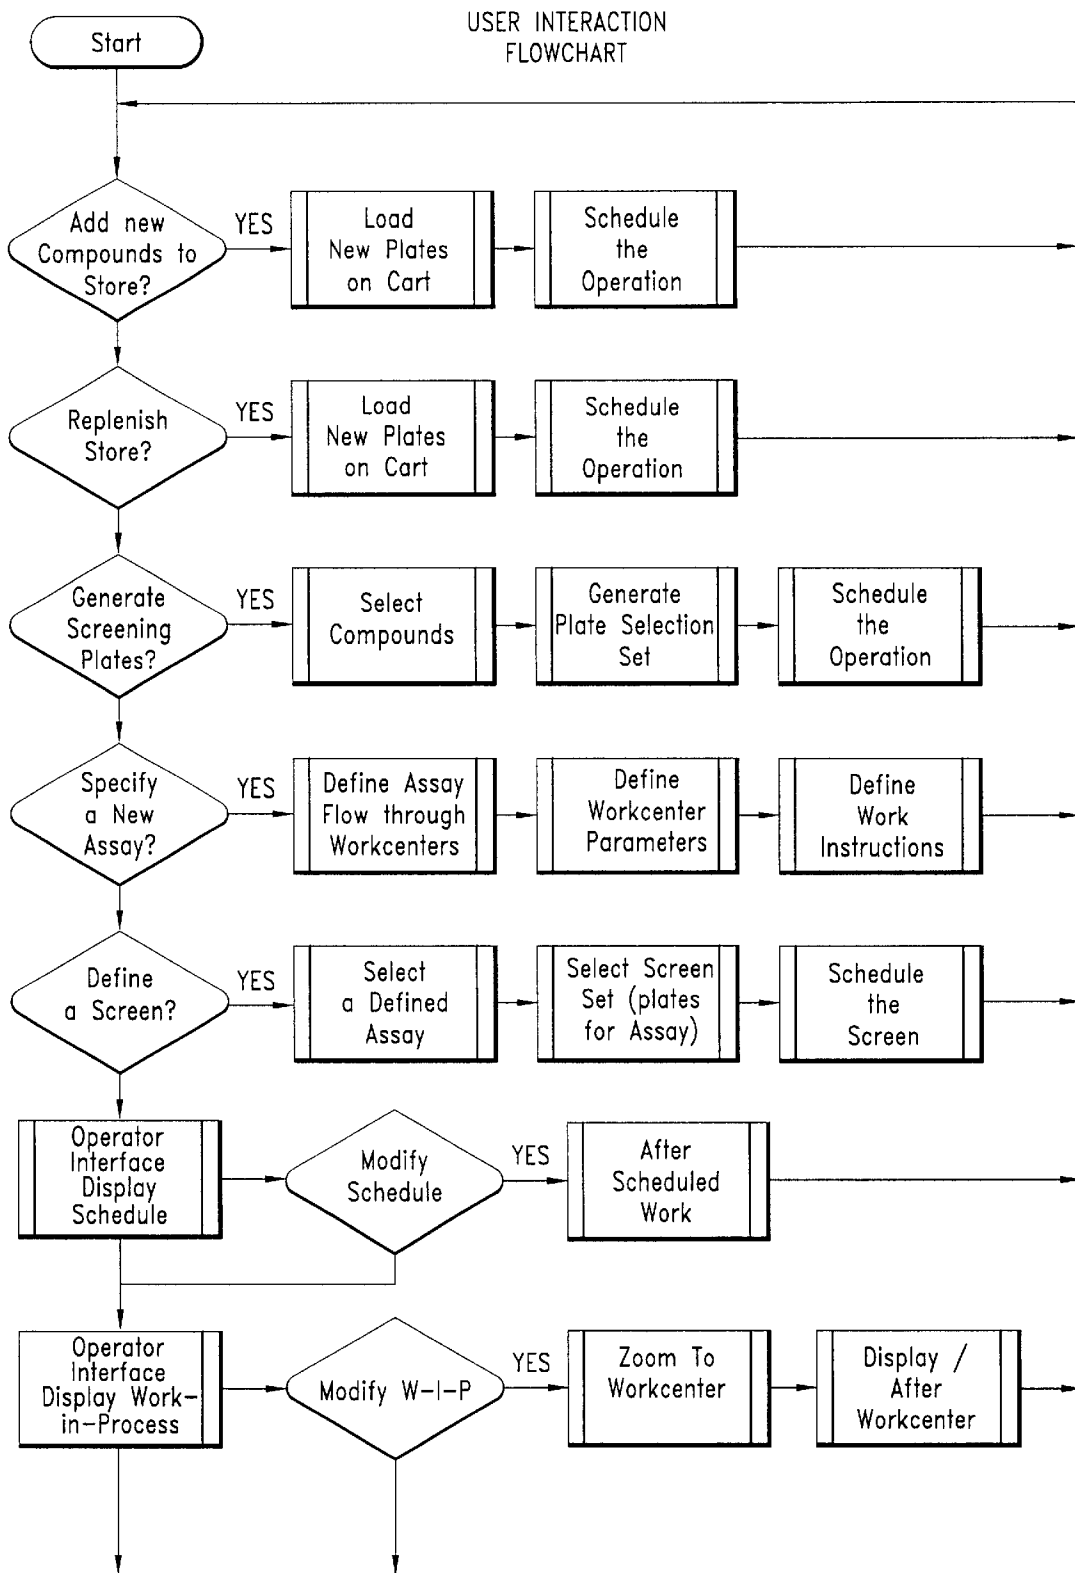 USER INTERACTION
FLOWCHART
Start
Add new
Compounds to
Store?
YES
Load
New Plates
on Cart
Schedule
the
Operation
Replenish
Store?
YES
Load
New Plates
on Cart
Schedule
the
Operation
Generate
Screening
Plates?
YES
Select
Compounds
Generate
Plate Selection
Set
Schedule
the
Operation
Specify
a New
Assay?
YES
Define Assay
Flow through
Workcenters
Define
Workcenter
Parameters
Define
Work
Instructions
Define
a Screen?
YES
Select
a Defined
Assay
Select Screen
Set (plates
for Assay)
Schedule
the
Screen
Operator
Interface
Display
Schedule
Modify
Schedule
YES
After
Scheduled
Work
Operator
Interface
Display Work-
in-Process
Modify W-I-P
YES
Zoom To
Workcenter
Display /
After
Workcenter